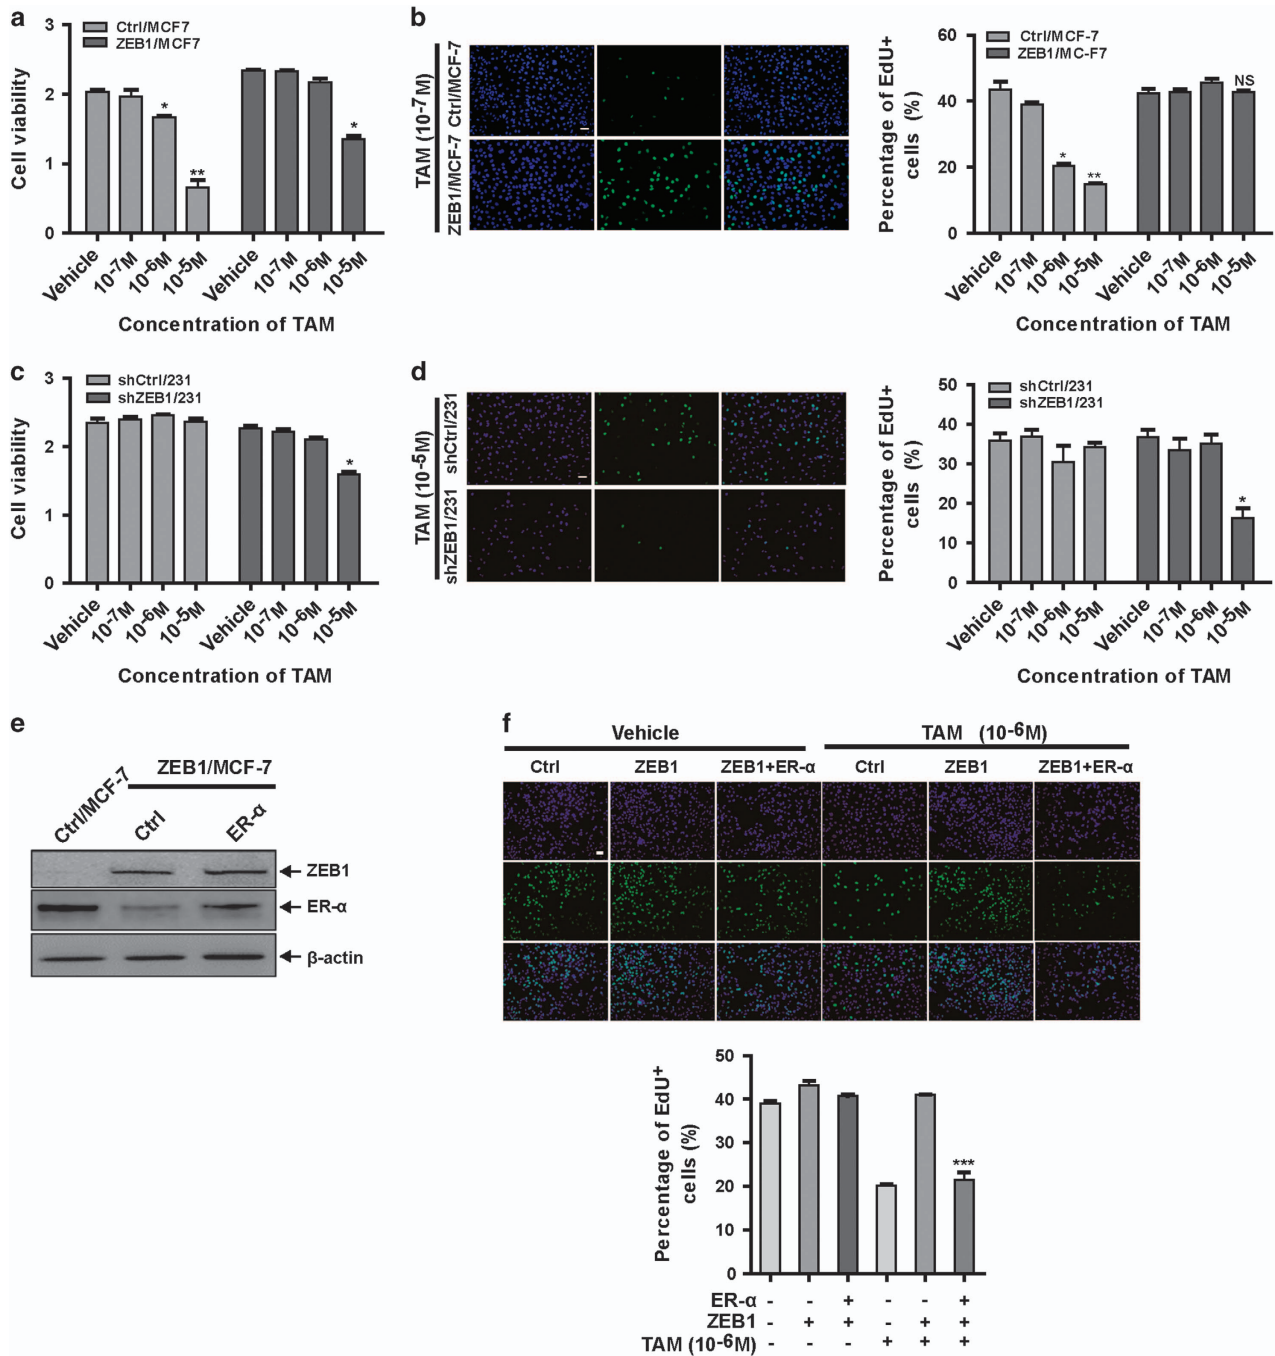 a
3
2
1
0
Cell viability
Ctrl/MCF7
ZEB1/MCF7
*
**
*
Vehicle
10-7M
10-6M
10-5M
Vehicle
10-7M
10-6M
10-5M
Concentration of TAM
b
TAM (10-7M)
Ctrl/MCF-7
ZEB1/MCF-7
60
40
20
0
Percentage of EdU+
cells (%)
Ctrl/MCF-7
ZEB1/MC-F7
*
**
NS
Vehicle
10-7M
10-6M
10-5M
Vehicle
10-7M
10-6M
10-5M
Concentration of TAM
c
3
2
1
0
Cell viability
shCtrl/231
shZEB1/231
*
Vehicle
10-7M
10-6M
10-5M
Vehicle
10-7M
10-6M
10-5M
Concentration of TAM
d
TAM (10-5M)
shCtrl/231
shZEB1/231
50
40
30
20
10
0
Percentage of EdU+
cells (%)
shCtrl/231
shZEB1/231
*
Vehicle
10-7M
10-6M
10-5M
Vehicle
10-7M
10-6M
10-5M
Concentration of TAM
e
ZEB1/MCF-7
Ctrl/MCF-7
Ctrl
ER-α
ZEB1
ER-α
β-actin
f
Vehicle
TAM (10-6M)
Ctrl ZEB1 ZEB1+ER-α Ctrl ZEB1 ZEB1+ER-α
50
40
30
20
10
0
Percentage of EdU+
cells (%)
***
ER-α - - + - - +
ZEB1 - + + - + +
TAM (10-6M) - - - + + +